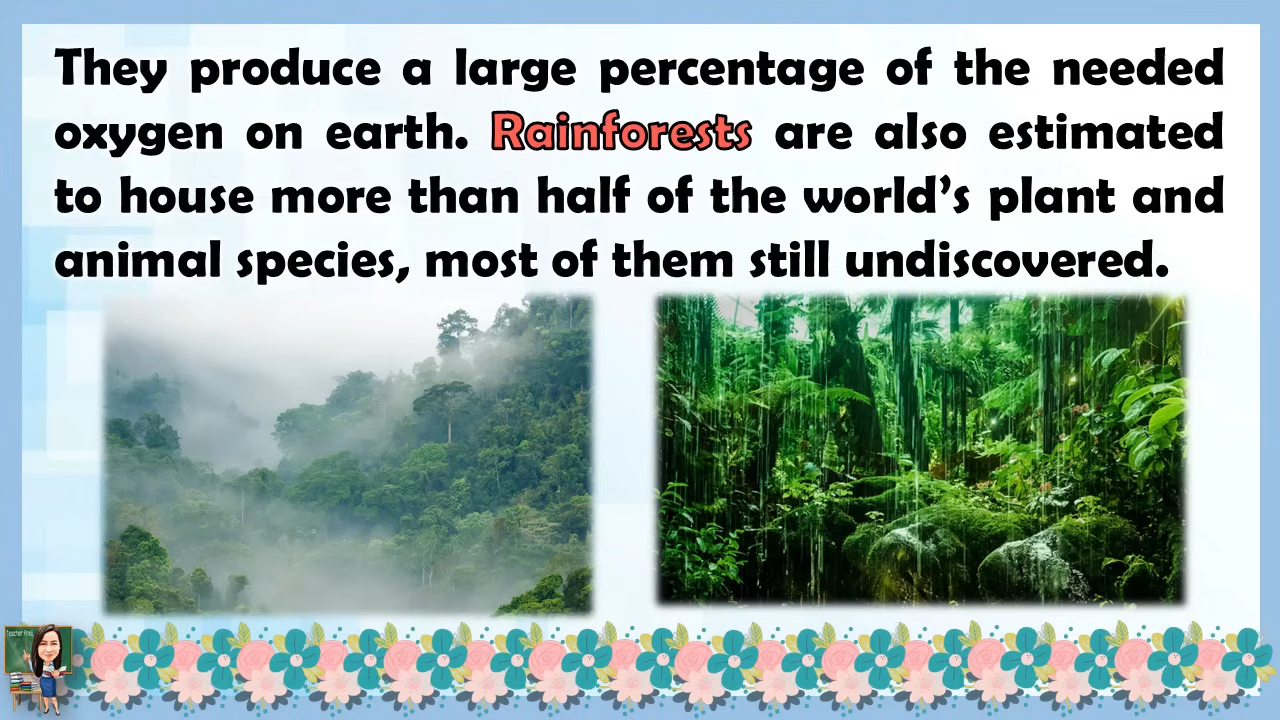 They produce a large percentage of the needed
oxygen on earth. Rainforests are also estimated
to house more than half of the world’s plant and
animal species, most of them still undiscovered.